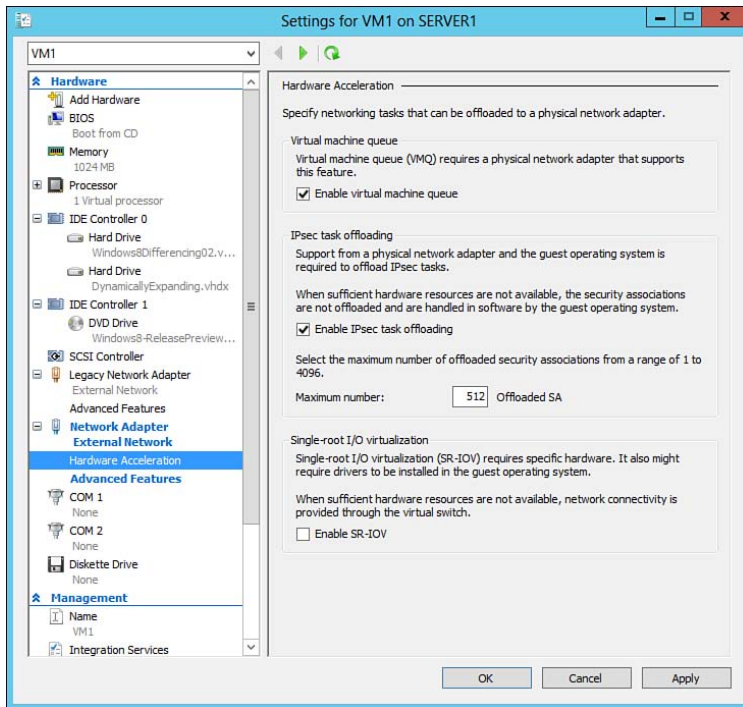 Settings for VM1 on SERVER1
VM1
Hardware
Add Hardware
BIOS
Boot from CD
Memory
1024 MB
Processor
1 Virtual processor
IDE Controller 0
Hard Drive
Windows8Differencing02.v...
Hard Drive
DynamicallyExpanding.vhdx
IDE Controller 1
DVD Drive
Windows8-ReleasePreview...
SCSI Controller
Legacy Network Adapter
External Network
Advanced Features
Network Adapter
External Network
Hardware Acceleration
Advanced Features
COM 1
None
COM 2
None
Diskette Drive
None
Management
Name
VM1
Integration Services
Hardware Acceleration
Specify networking tasks that can be offloaded to a physical network adapter.
Virtual machine queue
Virtual machine queue (VMQ) requires a physical network adapter that supports
this feature.
Enable virtual machine queue
IPsec task offloading
Support from a physical network adapter and the guest operating system is
required to offload IPsec tasks.
When sufficient hardware resources are not available, the security associations
are not offloaded and are handled in software by the guest operating system.
Enable IPsec task offloading
Select the maximum number of offloaded security associations from a range of 1 to
4096.
Maximum number: 512 Offloaded SA
Single-root I/O virtualization
Single-root I/O virtualization (SR-IOV) requires specific hardware. It also might
require drivers to be installed in the guest operating system.
When sufficient hardware resources are not available, network connectivity is
provided through the virtual switch.
Enable SR-IOV
OK Cancel Apply